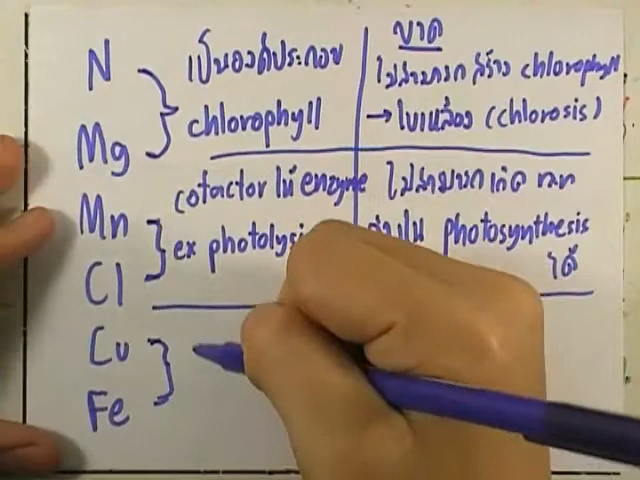 ขาด
N เป็นองค์ประกอบ ไม่สามารถ สร้าง chlorophyll
Mg chlorophyll → ใบเหลือง (chlorosis)
Mn cofactor ให้ enzyme ไม่สามารถ เกิด
Cl ex photolysi photosynthesis
ได้
Cu
Fe